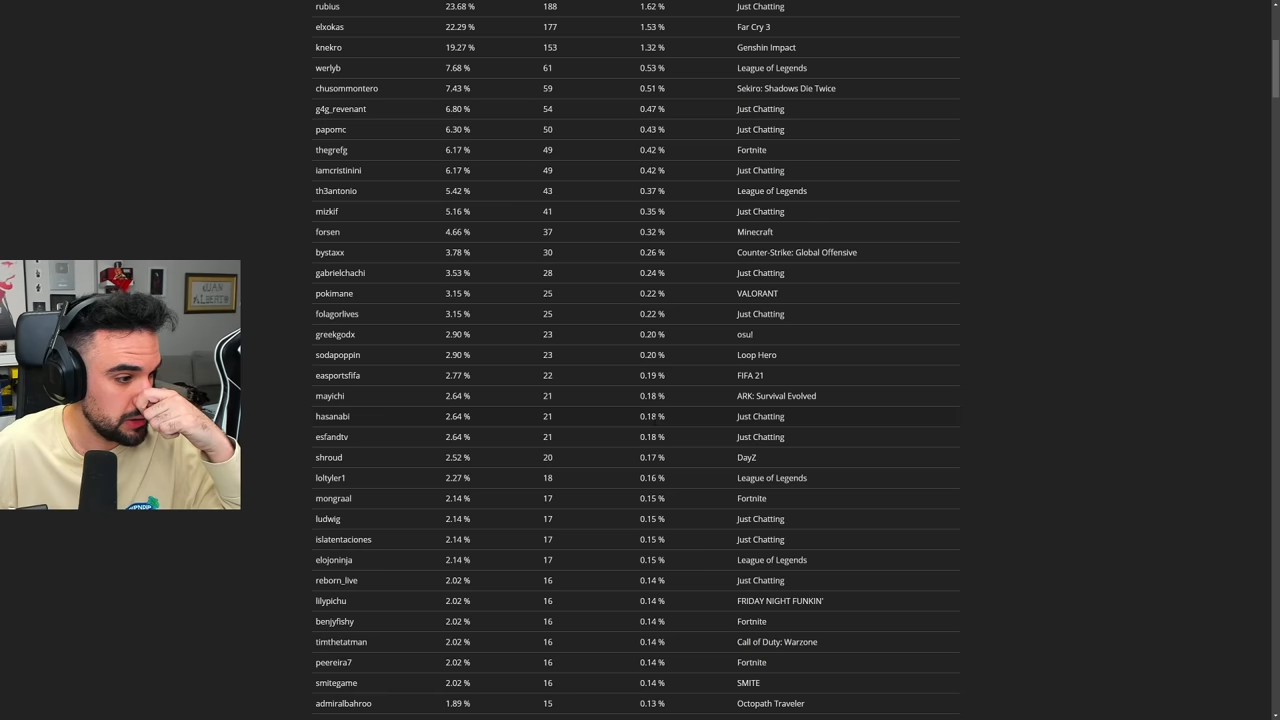 rubius 23.68 % 188 1.62 % Just Chatting
elxokas 22.29 % 177 1.53 % Far Cry 3
knekro 19.27 % 153 1.32 % Genshin Impact
werlyb 7.68 % 61 0.53 % League of Legends
chusommontero 7.43 % 59 0.51 % Sekiro: Shadows Die Twice
g4g_revenant 6.80 % 54 0.47 % Just Chatting
papomc 6.30 % 50 0.43 % Just Chatting
thegrefg 6.17 % 49 0.42 % Fortnite
iamcristinini 6.17 % 49 0.42 % Just Chatting
th3antonio 5.42 % 43 0.37 % League of Legends
mizkif 5.16 % 41 0.35 % Just Chatting
forsen 4.66 % 37 0.32 % Minecraft
bystaxx 3.78 % 30 0.26 % Counter-Strike: Global Offensive
gabrielchachi 3.53 % 28 0.24 % Just Chatting
pokimane 3.15 % 25 0.22 % VALORANT
folagorlives 3.15 % 25 0.22 % Just Chatting
greekgodx 2.90 % 23 0.20 % osu!
sodapoppin 2.90 % 23 0.20 % Loop Hero
easportsfifa 2.77 % 22 0.19 % FIFA 21
mayichi 2.64 % 21 0.18 % ARK: Survival Evolved
hasanabi 2.64 % 21 0.18 % Just Chatting
esfandtv 2.64 % 21 0.18 % Just Chatting
shroud 2.52 % 20 0.17 % DayZ
loltyler1 2.27 % 18 0.16 % League of Legends
mongraal 2.14 % 17 0.15 % Fortnite
ludwig 2.14 % 17 0.15 % Just Chatting
islatentaciones 2.14 % 17 0.15 % Just Chatting
elojoninja 2.14 % 17 0.15 % League of Legends
reborn_live 2.02 % 16 0.14 % Just Chatting
lilypichu 2.02 % 16 0.14 % FRIDAY NIGHT FUNKIN'
benjyfishy 2.02 % 16 0.14 % Fortnite
timthetatman 2.02 % 16 0.14 % Call of Duty: Warzone
peereira7 2.02 % 16 0.14 % Fortnite
smitegame 2.02 % 16 0.14 % SMITE
admiralbahroo 1.89 % 15 0.13 % Octopath Traveler
JUAN
ALBERTO